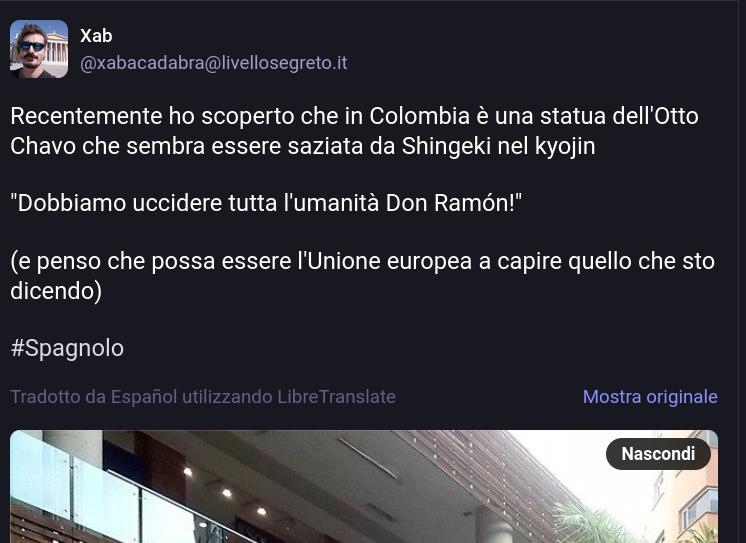 Xab
@xabacadabra@livellosegreto.it
Recentemente ho scoperto che in Colombia è una statua dell'Otto
Chavo che sembra essere saziata da Shingeki nel kyojin
"Dobbiamo uccidere tutta l'umanità Don Ramón!"
(e penso che possa essere l'Unione europea a capire quello che sto
dicendo)
#Spagnolo
Tradotto da Español utilizzando LibreTranslate
Mostra originale
Nascondi